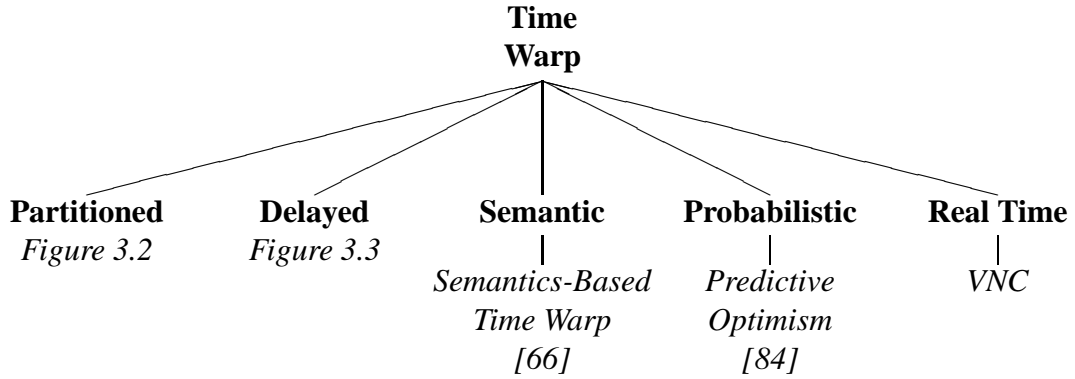 Time
Warp
Partitioned
Delayed
Semantic
Probabilistic
Real Time
Figure 3.2
Figure 3.3
Semantics-Based
Time Warp
[66]
Predictive
Optimism
[84]
VNC